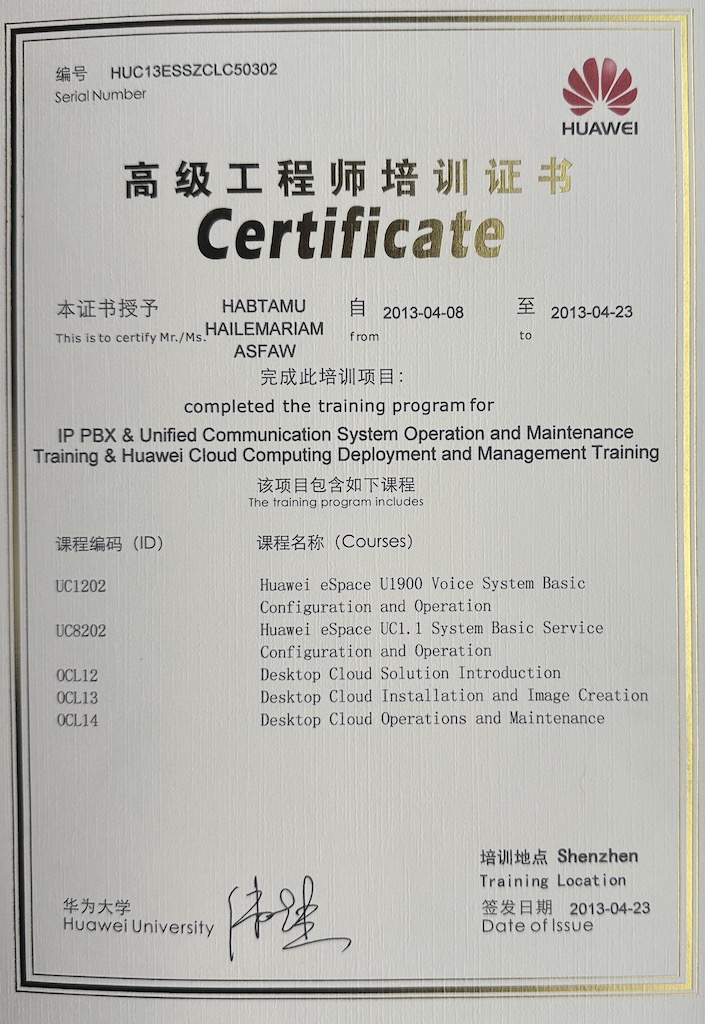 编号 HUC13ESSZCLC50302
Serial Number
HUAWEI
高级工程师培训证书
Certificate
本证书授予 HABTAMU HAILEMARIAM ASFAW 自 2013-04-08 至 2013-04-23
This is to certify Mr./Ms. from to
完成此培训项目：
completed the training program for
IP PBX & Unified Communication System Operation and Maintenance
Training & Huawei Cloud Computing Deployment and Management Training
该项目包含如下课程
The training program includes
课程编码（ID） 课程名称（Courses）
UC1202 Huawei eSpace U1900 Voice System Basic
Configuration and Operation
UC8202 Huawei eSpace UC1.1 System Basic Service
Configuration and Operation
OCL12 Desktop Cloud Solution Introduction
OCL13 Desktop Cloud Installation and Image Creation
OCL14 Desktop Cloud Operations and Maintenance
培训地点 Shenzhen
Training Location
华为大学
Huawei University
签发日期 2013-04-23
Date of Issue